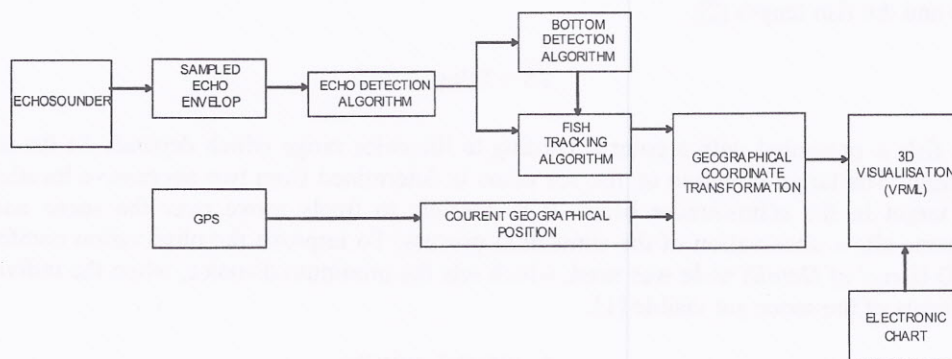 BOTTOM
DETECTION
ALGORITHM
ECHOSOUNDER
SAMPLED
ECHO
ENVELOP
ECHO DETECTION
ALGORITHM
FISH
TRACKING
ALGORITHM
GEOGRAPHICAL
COORDINATE
TRANSFORMATION
3D
VISUALISATION
(VRML)
GPS
COURENT GEOGRAPHICAL
POSITION
ELECTRONIC
CHART